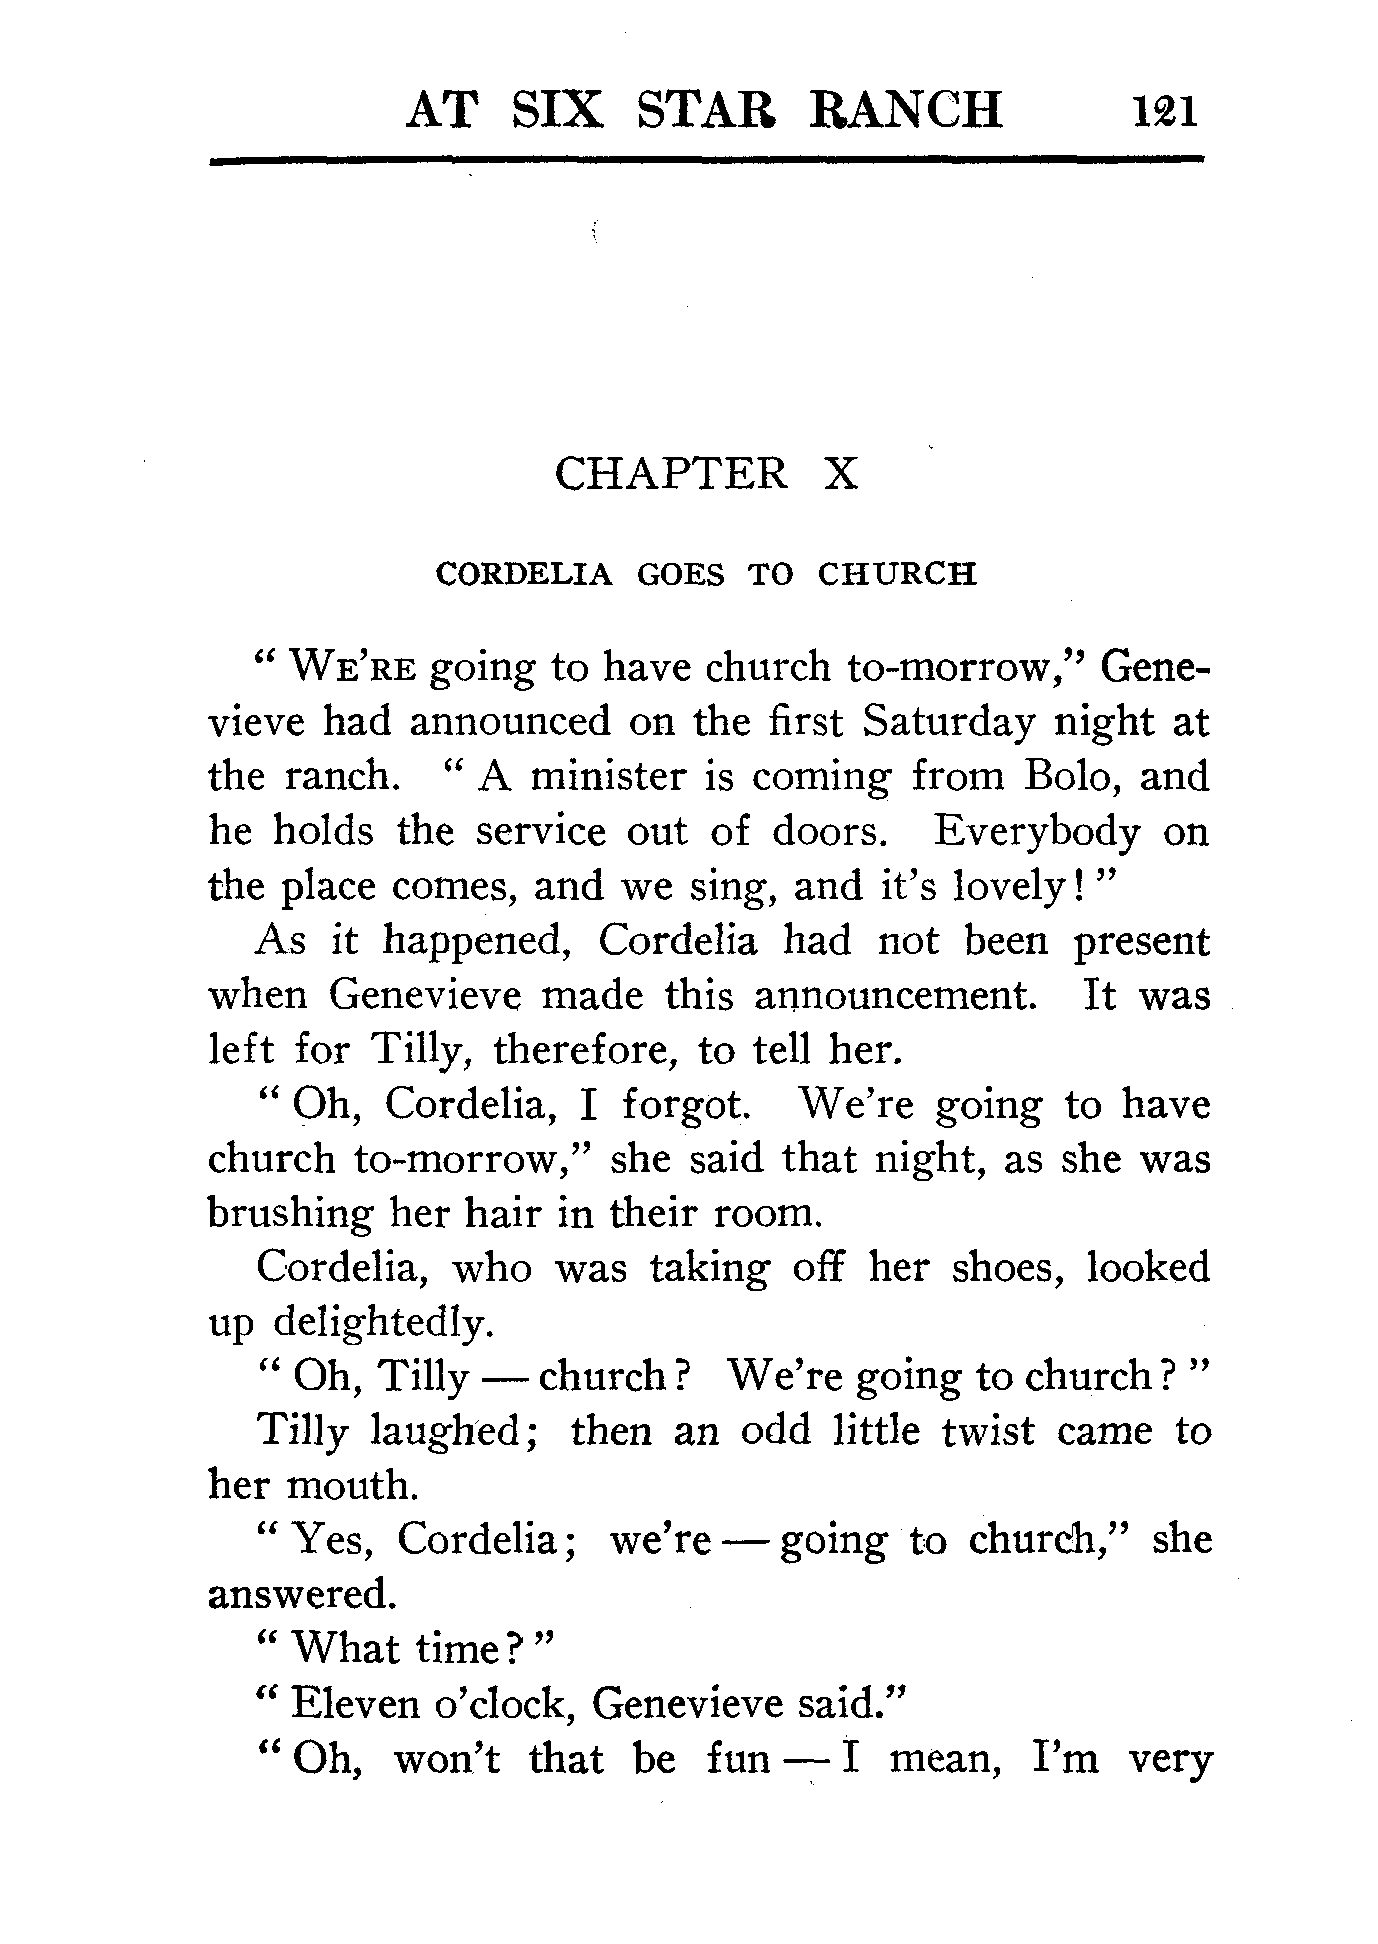 AT SIX STAR RANCH 121
CHAPTER X
CORDELIA GOES TO CHURCH
“ WE’RE going to have church to-morrow,” Gene-
vieve had announced on the first Saturday night at
the ranch. “ A minister is coming from Bolo, and
he holds the service out of doors. Everybody on
the place comes, and we sing, and it’s lovely! ”
As it happened, Cordelia had not been present
when Genevieve made this announcement. It was
left for Tilly, therefore, to tell her.
“ Oh, Cordelia, I forgot. We’re going to have
church to-morrow,” she said that night, as she was
brushing her hair in their room.
Cordelia, who was taking off her shoes, looked
up delightedly.
“ Oh, Tilly — church? We’re going to church? ”
Tilly laughed; then an odd little twist came to
her mouth.
“ Yes, Cordelia; we’re — going to church,” she
answered.
“ What time? ”
“ Eleven o’clock, Genevieve said.”
“ Oh, won’t that be fun — I mean, I’m very